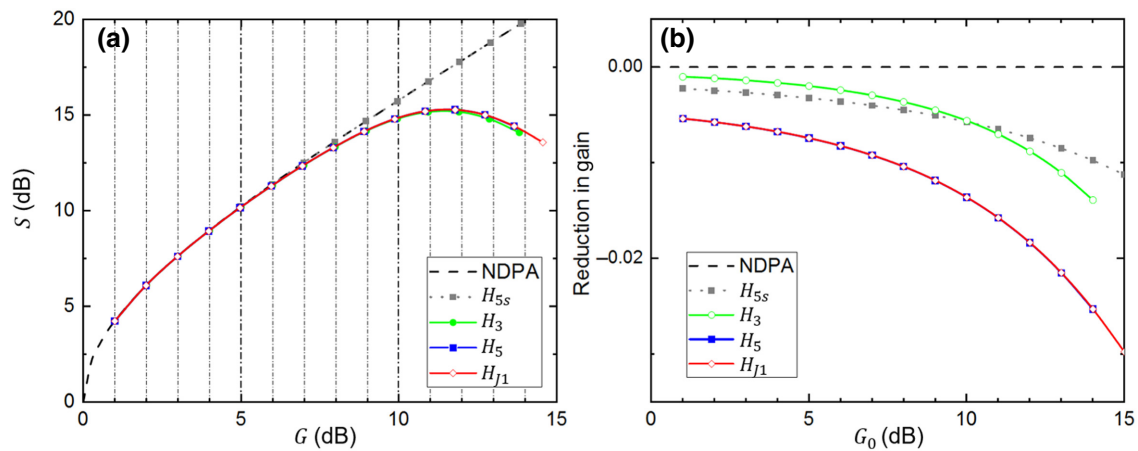 (a)
20
15
10
5
0
S (dB)
0 5 10 15
G (dB)
NDPA
H5s
H3
H5
HJ1
(b)
0.00
−0.02
Reduction in gain
0 5 10 15
G0 (dB)
NDPA
H5s
H3
H5
HJ1